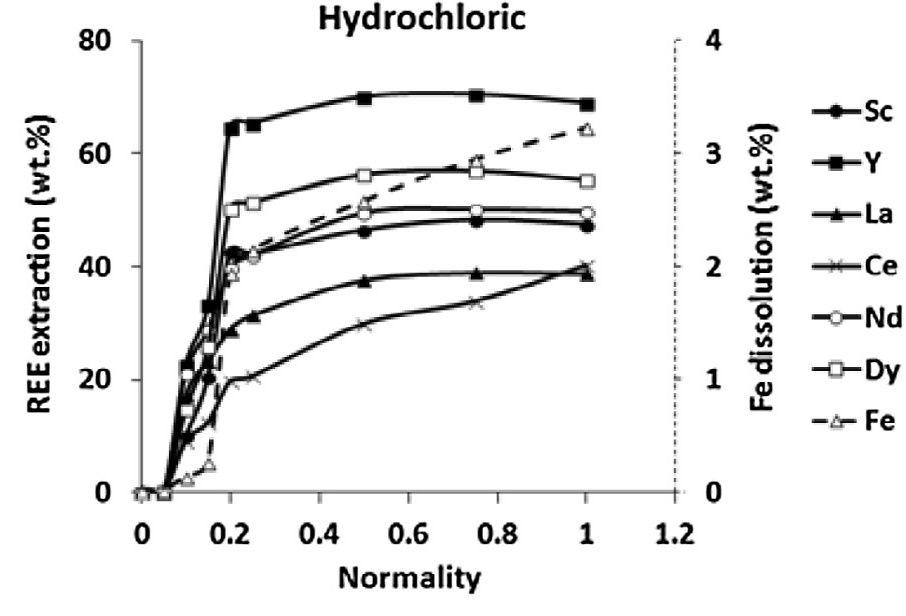 Hydrochloric
REE extraction (wt.%)
80
60
40
20
0
0 0.2 0.4 0.6 0.8 1 1.2
Normality
4
3
2
1
0
Fe dissolution (wt.%)
Sc
Y
La
Ce
Nd
Dy
Fe